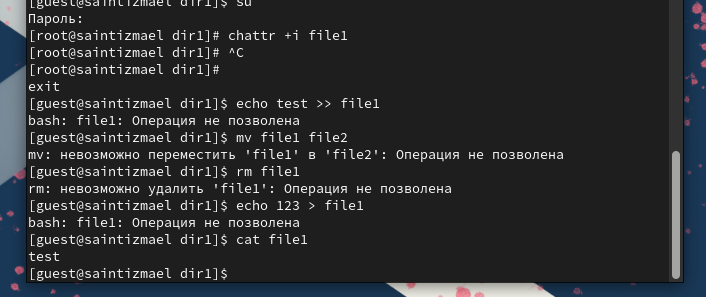 [guest@saintizmael dir1]$ su
Пароль:
[root@saintizmael dir1]# chattr +i file1
[root@saintizmael dir1]# ^C
[root@saintizmael dir1]#
exit
[guest@saintizmael dir1]$ echo test >> file1
bash: file1: Операция не позволена
[guest@saintizmael dir1]$ mv file1 file2
mv: невозможно переместить 'file1' в 'file2': Операция не позволена
[guest@saintizmael dir1]$ rm file1
rm: невозможно удалить 'file1': Операция не позволена
[guest@saintizmael dir1]$ echo 123 > file1
bash: file1: Операция не позволена
[guest@saintizmael dir1]$ cat file1
test
[guest@saintizmael dir1]$